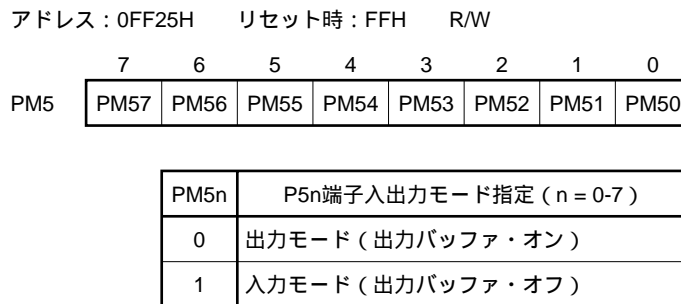 アドレス：0FF25H　　リセット時：FFH　　R/W
7 6 5 4 3 2 1 0
PM5 PM57 PM56 PM55 PM54 PM53 PM52 PM51 PM50
PM5n P5n端子入出力モード指定（n = 0-7）
0 出力モード（出力バッファ・オン）
1 入力モード（出力バッファ・オフ）